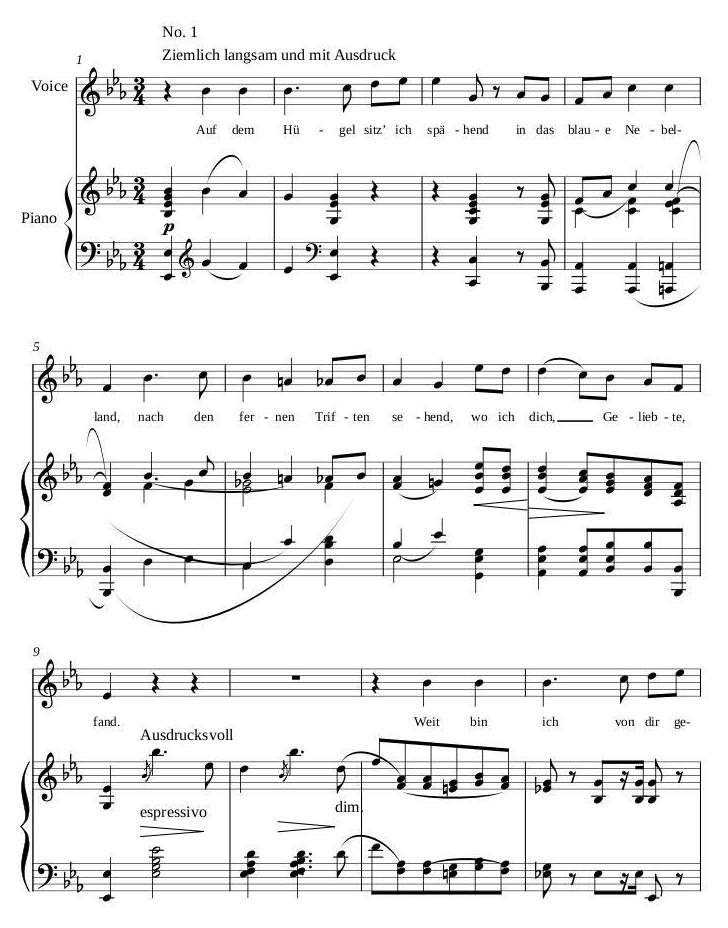 No. 1
Ziemlich langsam und mit Ausdruck
1
Voice
Auf dem Hü - gel sitz' ich spä - hend in das blau - e Ne - bel-
Piano
p
5
land, nach den fer - nen Trif - ten se - hend, wo ich dich, Ge - lieb - te,
9
fand. Weit bin ich von dir ge-
Ausdrucksvoll
espressivo dim.